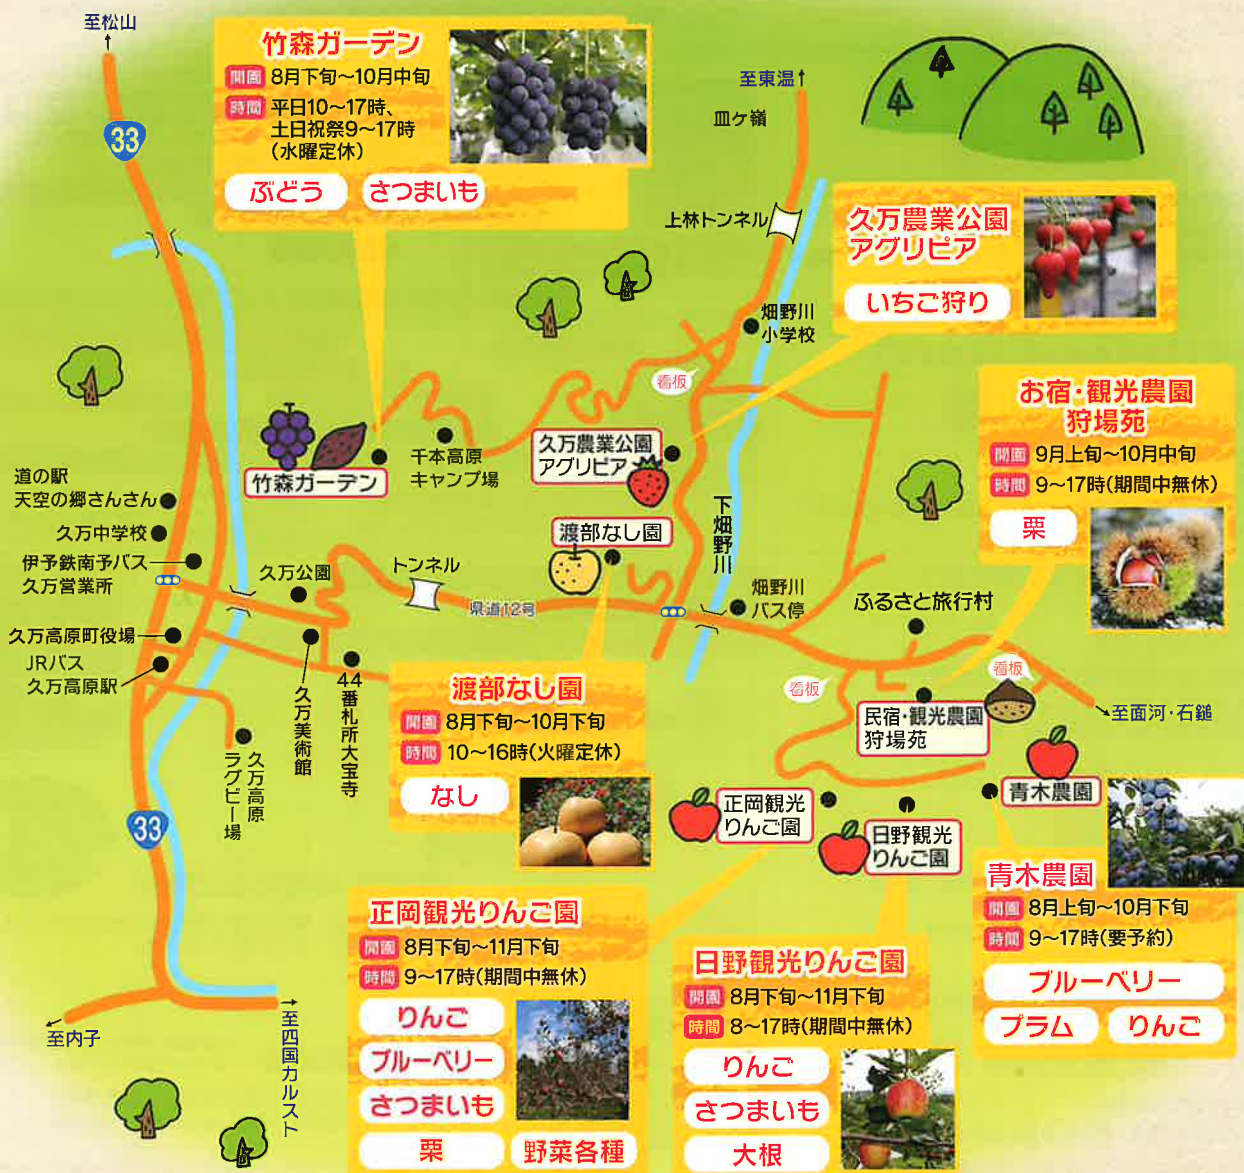 至松山
33
竹森ガーデン
開園 8月下旬～10月中旬
時間 平日10～17時、
土日祝祭9～17時
(水曜定休)
ぶどう さつまいも
至東温
皿ケ嶺
上林トンネル
久万農業公園
アグリピア
いちご狩り
畑野川
小学校
看板
お宿・観光農園
狩場苑
開園 9月上旬～10月中旬
時間 9～17時(期間中無休)
栗
竹森ガーデン
千本高原
キャンプ場
久万農業公園
アグリピア
道の駅
天空の郷さんさん
久万中学校
伊予鉄南予バス
久万営業所
久万公園
トンネル
県道12号
渡部なし園
下畑野川
畑野川
バス停
ふるさと旅行村
久万高原町役場
JRバス
久万高原駅
久万美術館
44番札所大宝寺
久万高原
ラグビー場
看板
看板
民宿・観光農園
狩場苑
至面河・石鎚
渡部なし園
開園 8月下旬～10月下旬
時間 10～16時(火曜定休)
なし
正岡観光
りんご園
日野観光
りんご園
青木農園
33
青木農園
開園 8月上旬～10月下旬
時間 9～17時(要予約)
ブルーベリー
プラム りんご
正岡観光りんご園
開園 8月下旬～11月下旬
時間 9～17時(期間中無休)
りんご
ブルーベリー
さつまいも
栗 野菜各種
日野観光りんご園
開園 8月下旬～11月下旬
時間 8～17時(期間中無休)
りんご
さつまいも
大根
至内子
至四国カルスト